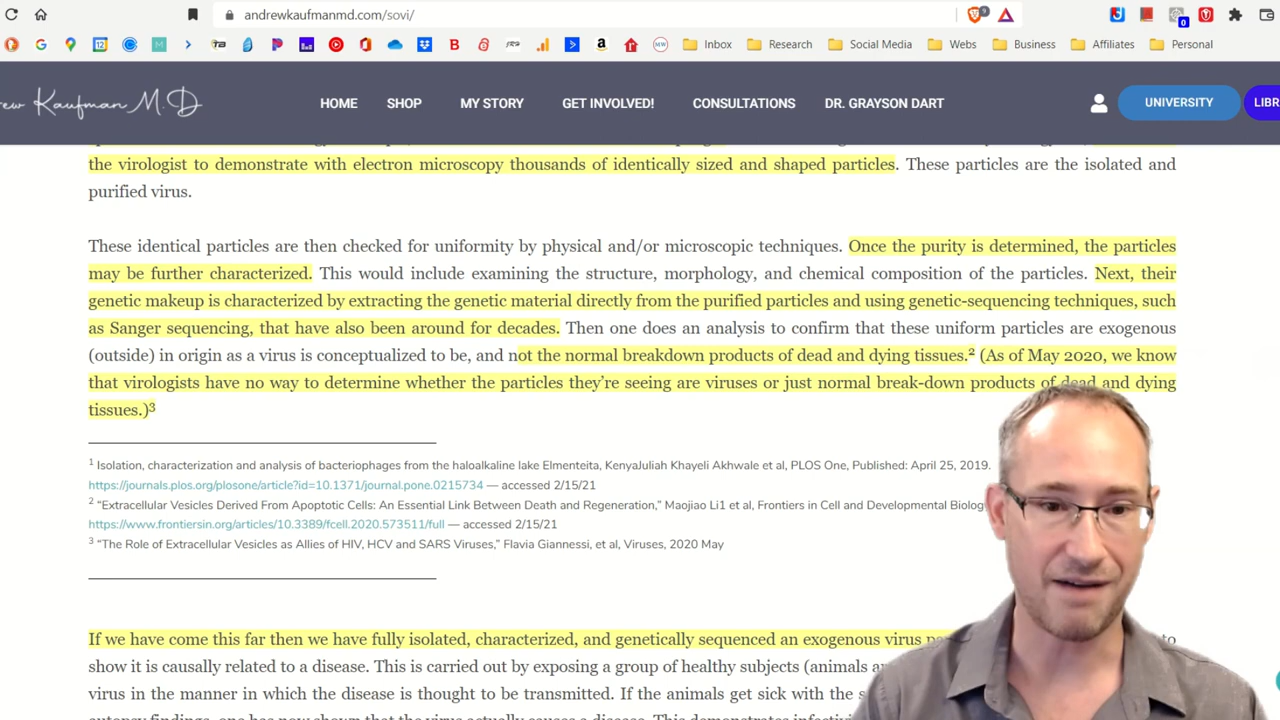 andrewkaufmanmd.com/sovi/
9
0
Inbox Research Social Media Webs Business Affiliates Personal
Kaufman M.D
HOME SHOP MY STORY GET INVOLVED! CONSULTATIONS DR. GRAYSON DART UNIVERSITY LIBR
the virologist to demonstrate with electron microscopy thousands of identically sized and shaped particles. These particles are the isolated and
purified virus.
These identical particles are then checked for uniformity by physical and/or microscopic techniques. Once the purity is determined, the particles
may be further characterized. This would include examining the structure, morphology, and chemical composition of the particles. Next, their
genetic makeup is characterized by extracting the genetic material directly from the purified particles and using genetic-sequencing techniques, such
as Sanger sequencing, that have also been around for decades. Then one does an analysis to confirm that these uniform particles are exogenous
(outside) in origin as a virus is conceptualized to be, and not the normal breakdown products of dead and dying tissues.² (As of May 2020, we know
that virologists have no way to determine whether the particles they're seeing are viruses or just normal break-down products of dead and dying
tissues.)³
¹ Isolation, characterization and analysis of bacteriophages from the haloalkaline lake Elmenteita, KenyaJuliah Khayeli Akhwale et al, PLOS One, Published: April 25, 2019.
https://journals.plos.org/plosone/article?id=10.1371/journal.pone.0215734 — accessed 2/15/21
² "Extracellular Vesicles Derived From Apoptotic Cells: An Essential Link Between Death and Regeneration," Maojiao Li1 et al, Frontiers in Cell and Developmental Biolog
https://www.frontiersin.org/articles/10.3389/fcell.2020.573511/full — accessed 2/15/21
³ "The Role of Extracellular Vesicles as Allies of HIV, HCV and SARS Viruses," Flavia Giannessi, et al, Viruses, 2020 May
If we have come this far then we have fully isolated, characterized, and genetically sequenced an exogenous virus to
show it is causally related to a disease. This is carried out by exposing a group of healthy subjects (animals
virus in the manner in which the disease is thought to be transmitted. If the animals get sick with the